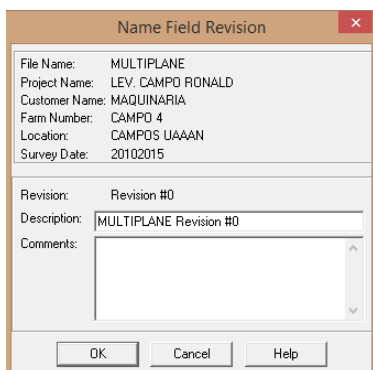 Name Field Revision
File Name: MULTIPLANE
Project Name: LEV. CAMPO RONALD
Customer Name: MAQUINARIA
Farm Number: CAMPO 4
Location: CAMPOS UAAAN
Survey Date: 20102015
Revision: Revision #0
Description: MULTIPLANE Revision #0
Comments:
OK Cancel Help